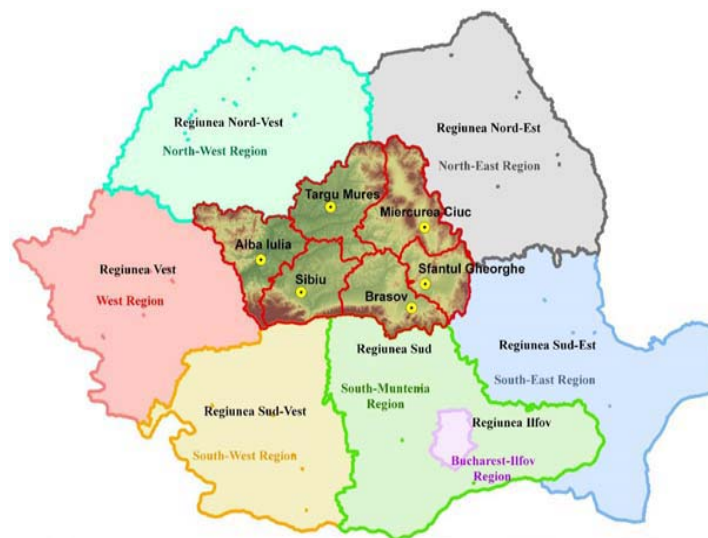 Regiunea Nord-Vest
North-West Region
Regiunea Nord-Est
North-East Region
Targu Mures
Miercurea Ciuc
Alba Iulia
Sfantul Gheorghe
Regiunea Vest
West Region
Sibiu
Brasov
Regiunea Sud
Regiunea Sud-Est
South-East Region
South-Muntenia
Region
Regiunea Sud-Vest
South-West Region
Regiunea Ilfov
Bucharest-Ilfov
Region